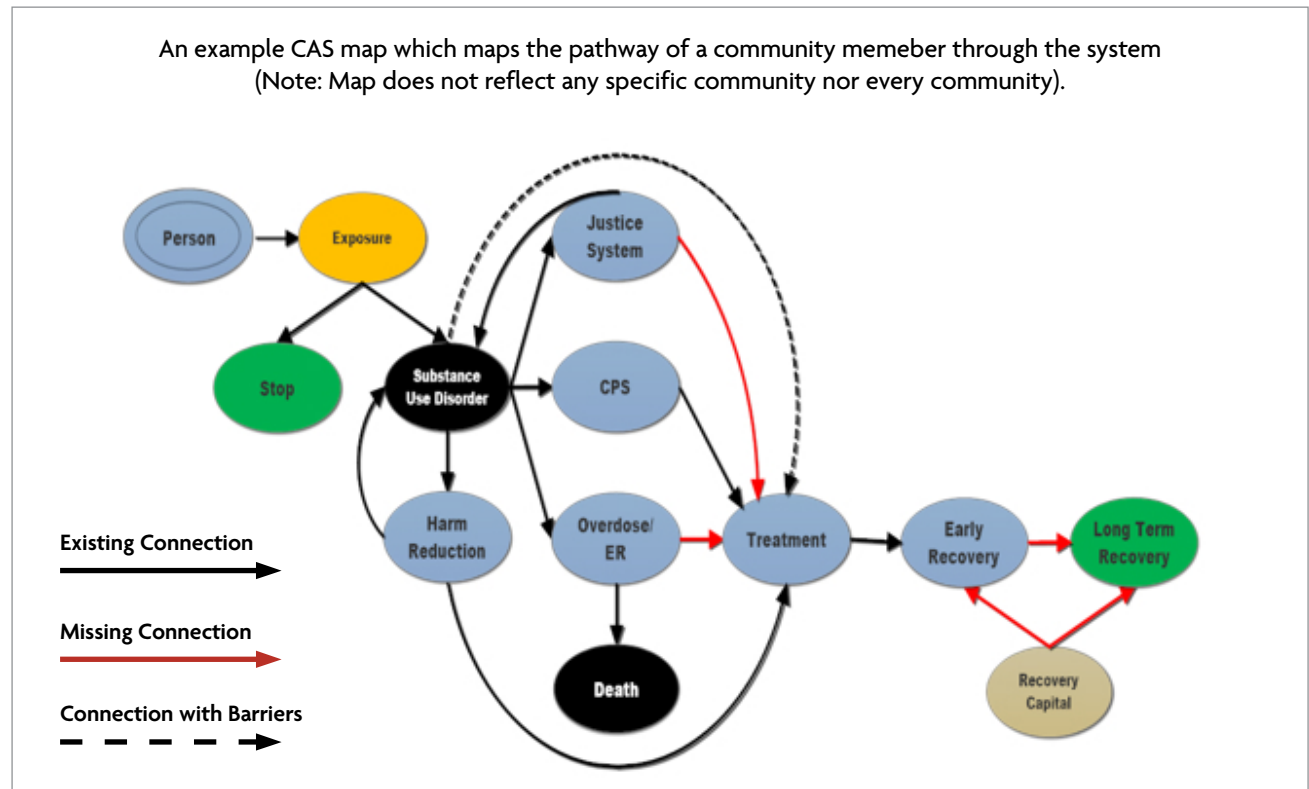 An example CAS map which maps the pathway of a community memeber through the system
(Note: Map does not reflect any specific community nor every community).
Person
Exposure
Justice
System
Stop
Substance
Use Disorder
CPS
Harm
Reduction
Overdose/
ER
Treatment
Early
Recovery
Long Term
Recovery
Existing Connection
Missing Connection
Death
Recovery
Capital
Connection with Barriers